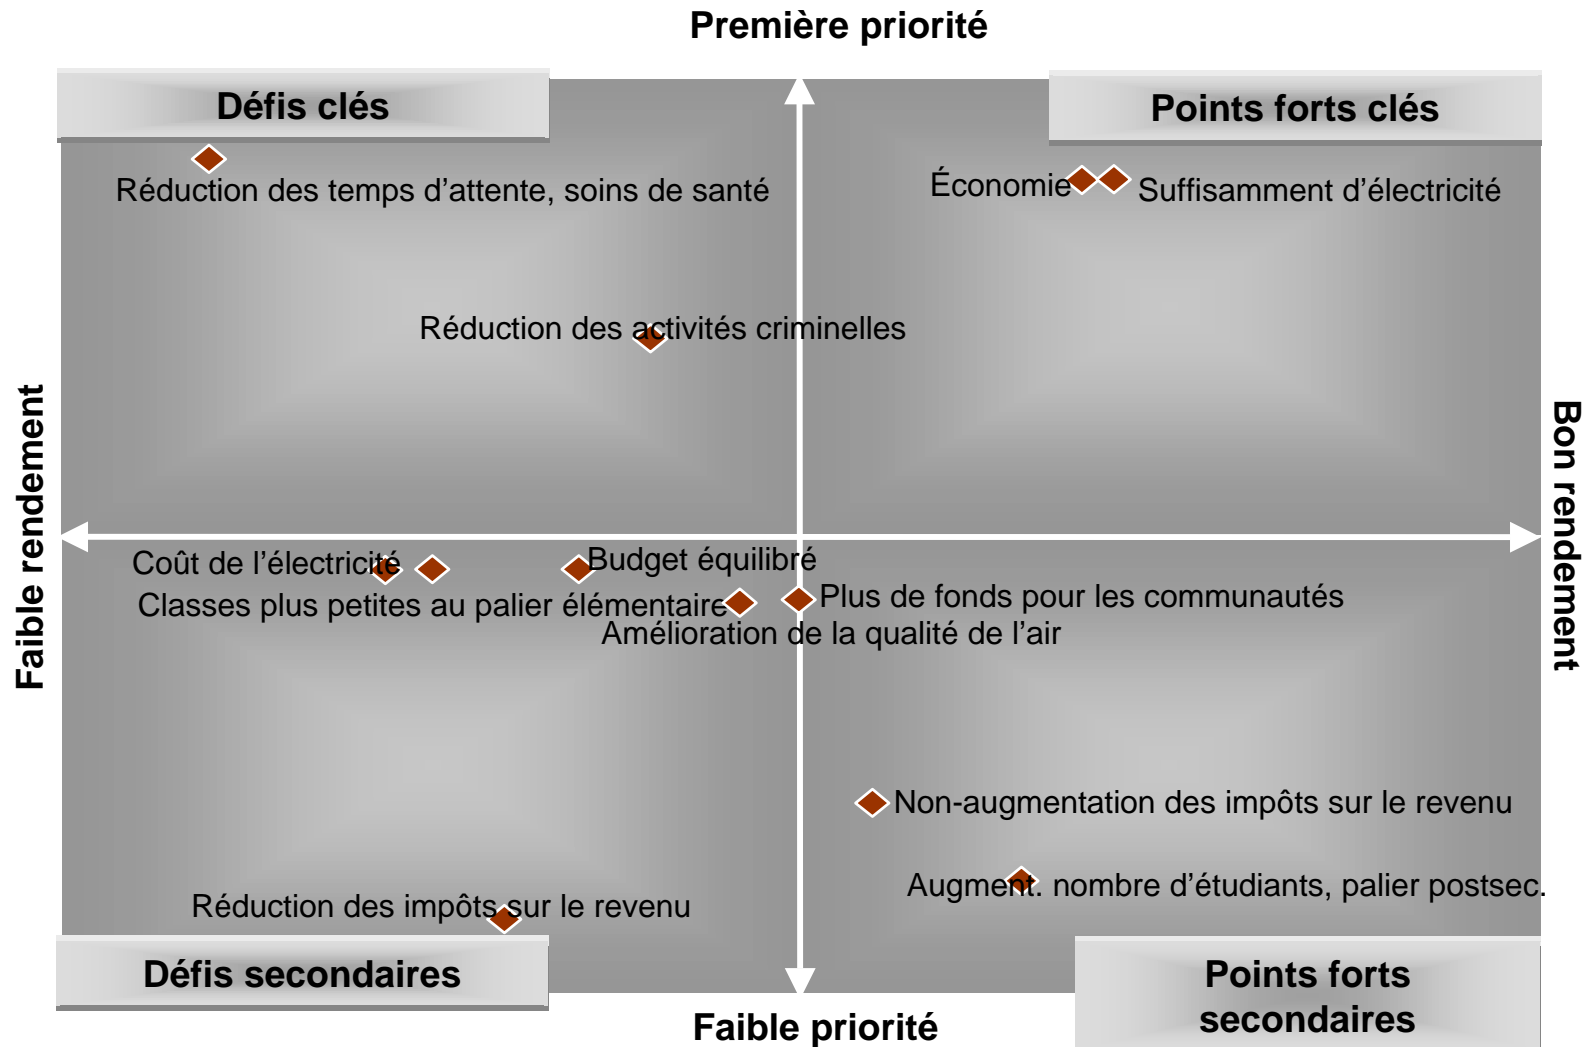 Première priorité
Défis clés
Points forts clés
Réduction des temps d’attente, soins de santé
Économie
Suffisamment d’électricité
Réduction des activités criminelles
Faible rendement
Bon rendement
Coût de l’électricité
Budget équilibré
Classes plus petites au palier élémentaire
Plus de fonds pour les communautés
Amélioration de la qualité de l’air
Non-augmentation des impôts sur le revenu
Augment. nombre d’étudiants, palier postsec.
Réduction des impôts sur le revenu
Défis secondaires
Points forts
secondaires
Faible priorité